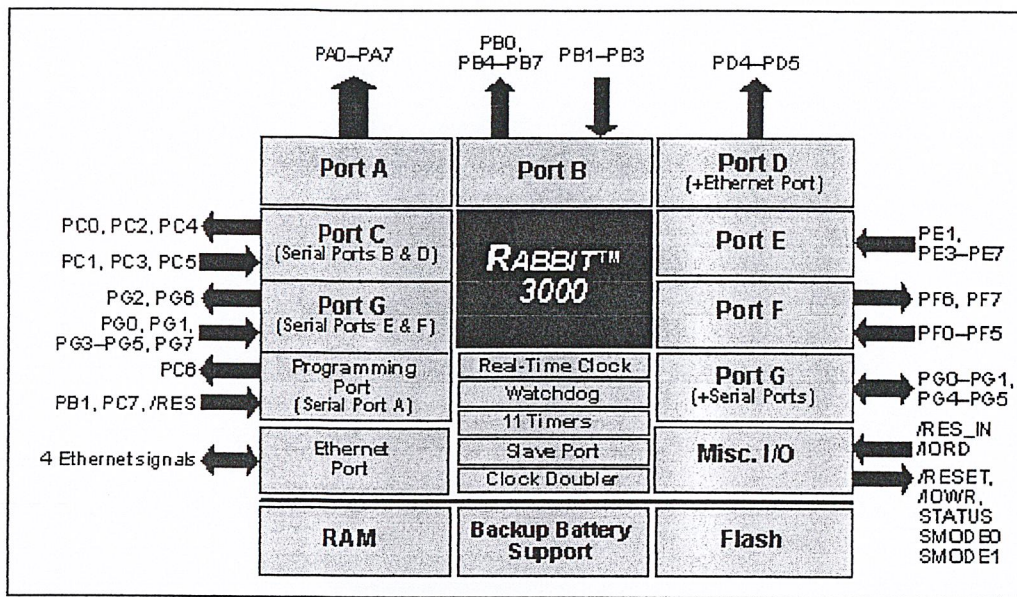 PA0–PA7
PB0,
PB4–PB7
PB1–PB3
PD4–PD5
Port A
Port B
Port D
(+Ethernet Port)
PC0, PC2, PC4
PC1, PC3, PC5
Port C
(Serial Ports B & D)
RABBIT™
3000
Port E
PE1,
PE3–PE7
PG2, PG6
PG0, PG1,
PG3–PG5, PG7
Port G
(Serial Ports E & F)
Port F
PF6, PF7
PF0–PF5
PC6
PB1, PC7, /RES
Programming
Port
(Serial Port A)
Real-Time Clock
Watchdog
11 Timers
Slave Port
Clock Doubler
Port G
(+Serial Ports)
PG0–PG1,
PG4–PG5
4 Ethernet signals
Ethernet
Port
Misc. I/O
/RES_IN
/IORD
/RESET,
/IOWR,
STATUS
SMODE0
SMODE1
RAM
Backup Battery
Support
Flash